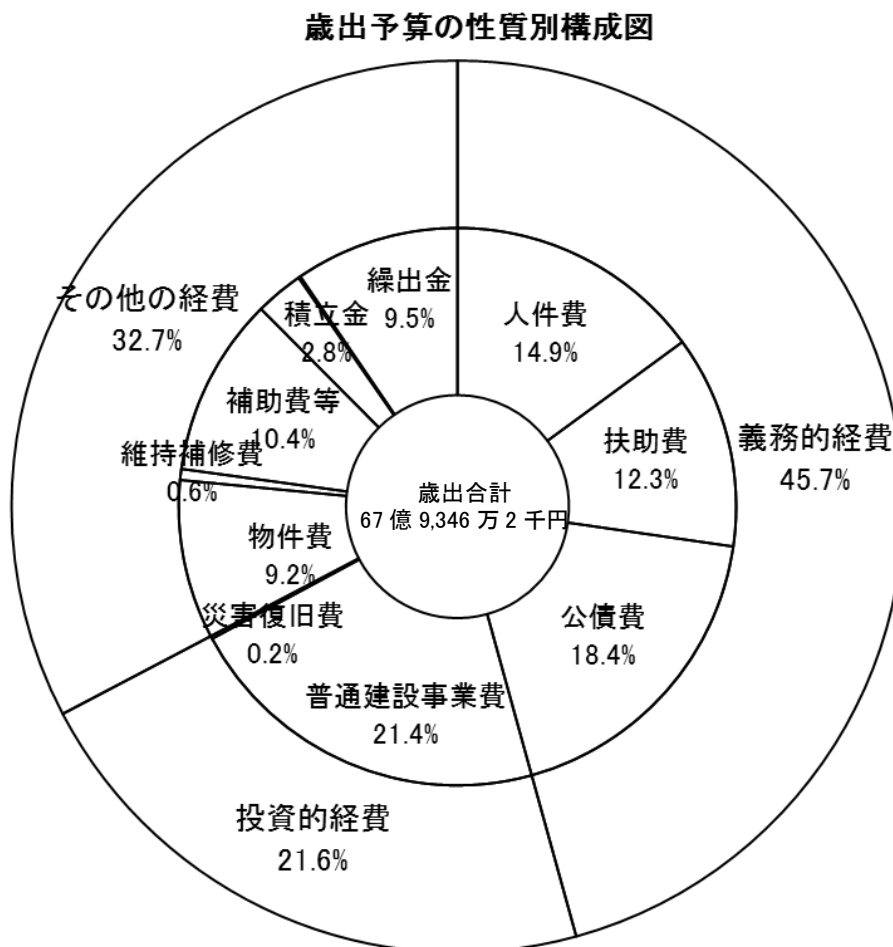 歳出予算の性質別構成図
繰出金
9.5%
人件費
14.9%
その他の経費
32.7%
積立金
2.8%
補助費等
10.4%
扶助費
12.3%
義務的経費
45.7%
維持補修費
0.6%
歳出合計
67 億 9,346 万 2 千円
物件費
9.2%
災害復旧費
0.2%
公債費
18.4%
普通建設事業費
21.4%
投資的経費
21.6%